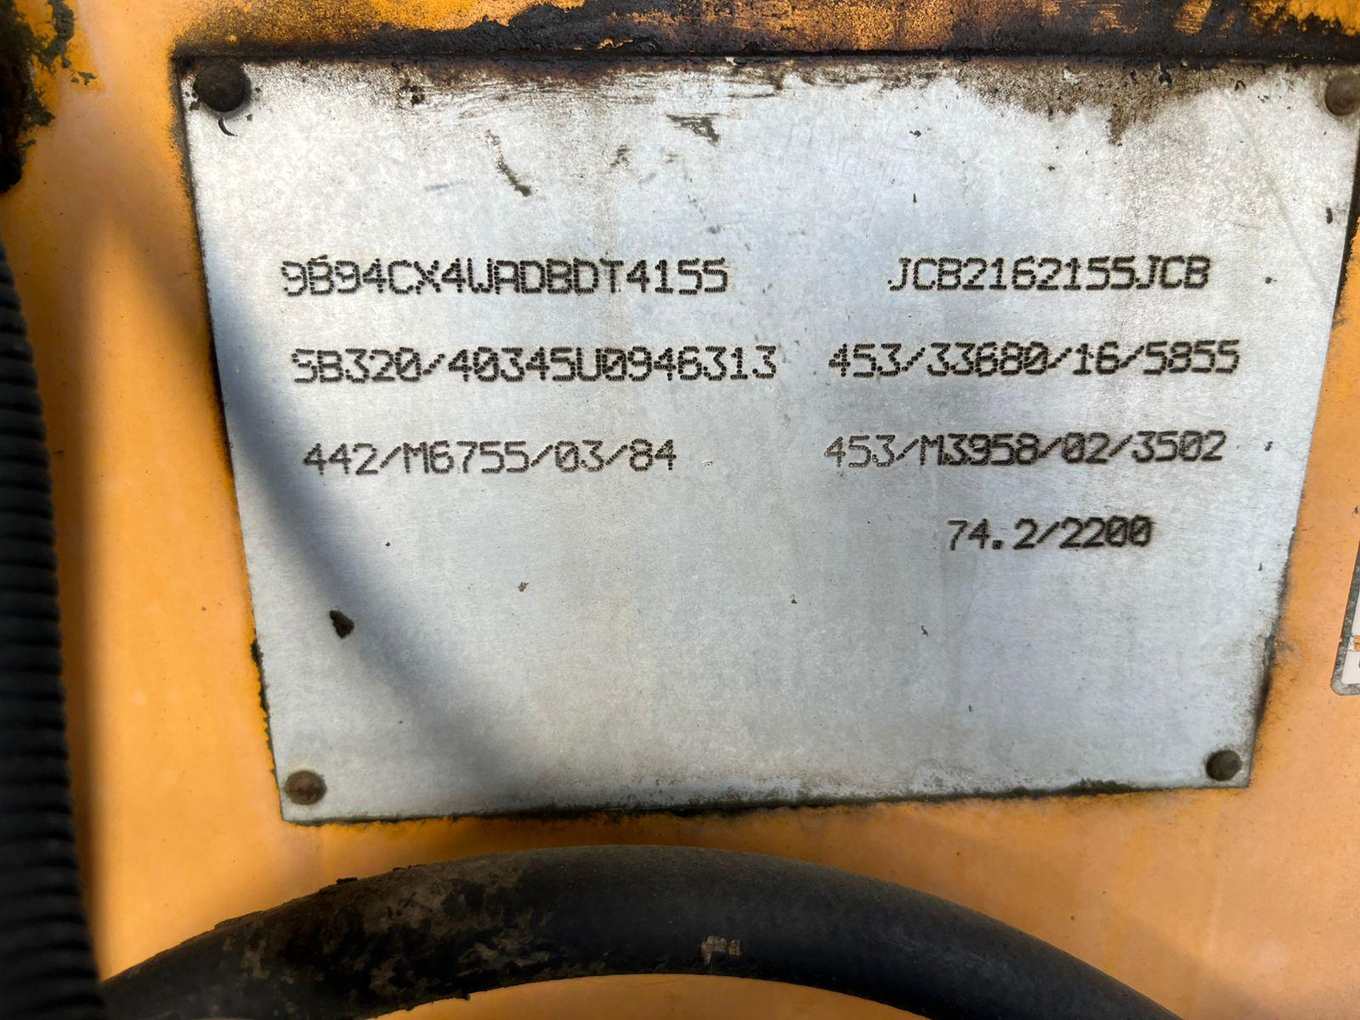 9B94CX4WADBDT4155 JCB2162155JCB
SB320/40345U0946313 453/33680/16/5855
442/M6755/03/84 453/M3958/02/3502
74.2/2200